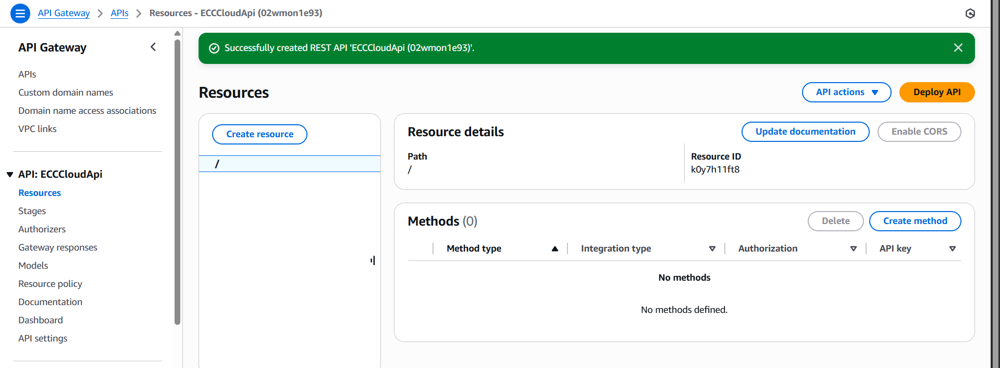 API Gateway > APIs > Resources - ECCCloudApi (02wmon1e93)
API Gateway
APIs
Custom domain names
Domain name access associations
VPC links
API: ECCCloudApi
Resources
Stages
Authorizers
Gateway responses
Models
Resource policy
Documentation
Dashboard
API settings
Successfully created REST API 'ECCCloudApi (02wmon1e93)'.
Resources
API actions
Deploy API
Create resource
/
Resource details
Update documentation
Enable CORS
Path
/
Resource ID
k0y7h11ft8
Methods (0)
Delete
Create method
Method type
Integration type
Authorization
API key
No methods
No methods defined.